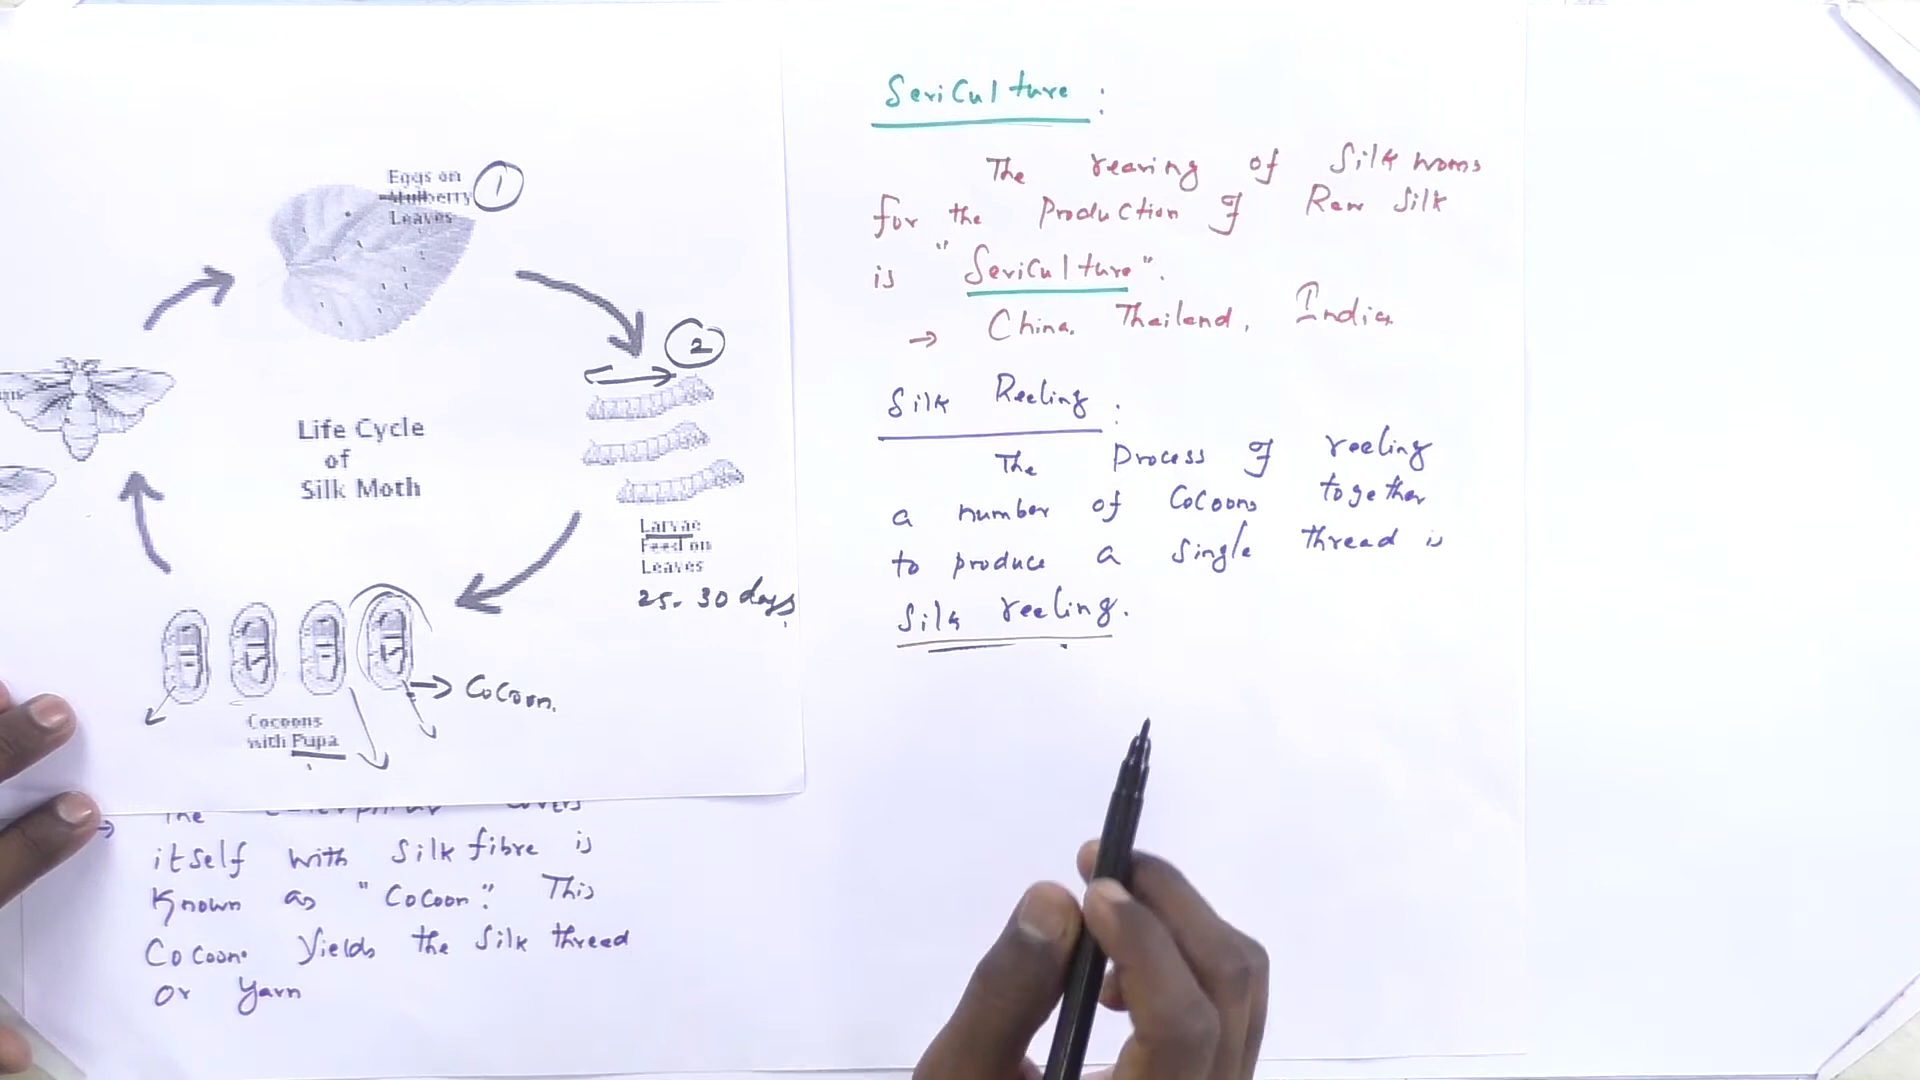 Eggs on
Mulberry
Leaves
1
2
Life Cycle
of
Silk Moth
Larvae
Feed on
Leaves
25-30 days
Cocoon.
Cocoons
with Pupa
The covers
itself with Silk fibre is
Known as "Cocoon". This
Cocoon. Yields the Silk thread
or Yarn
Sericulture :
The rearing of Silk worms
for the Production of Raw Silk
is "Sericulture".
→ China, Thailand, India
Silk Reeling :
The Process of reeling
a number of Cocoons together
to produce a Single thread is
Silk reeling.